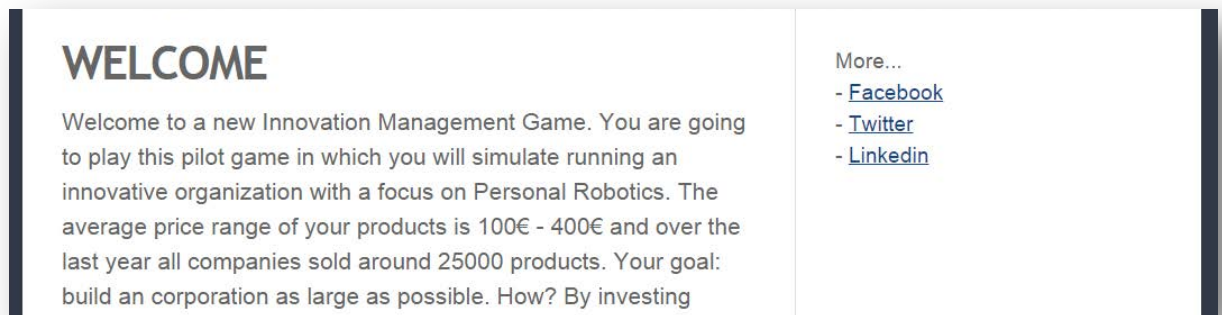 WELCOME
Welcome to a new Innovation Management Game. You are going
to play this pilot game in which you will simulate running an
innovative organization with a focus on Personal Robotics. The
average price range of your products is 100€ - 400€ and over the
last year all companies sold around 25000 products. Your goal:
build an corporation as large as possible. How? By investing
More...
- Facebook
- Twitter
- Linkedin